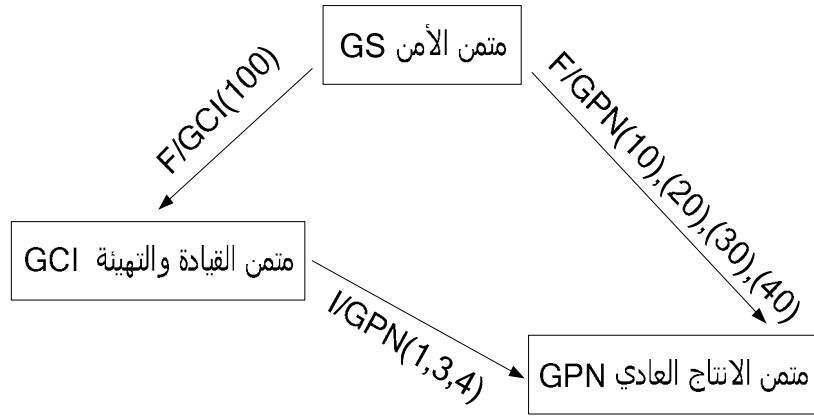 متمن الأمن GS
F/GCI(100)
F/GPN(10),(20),(30),(40)
متمن القيادة والتهيئة GCI
I/GPN(1,3,4)
متمن الانتاج العادي GPN